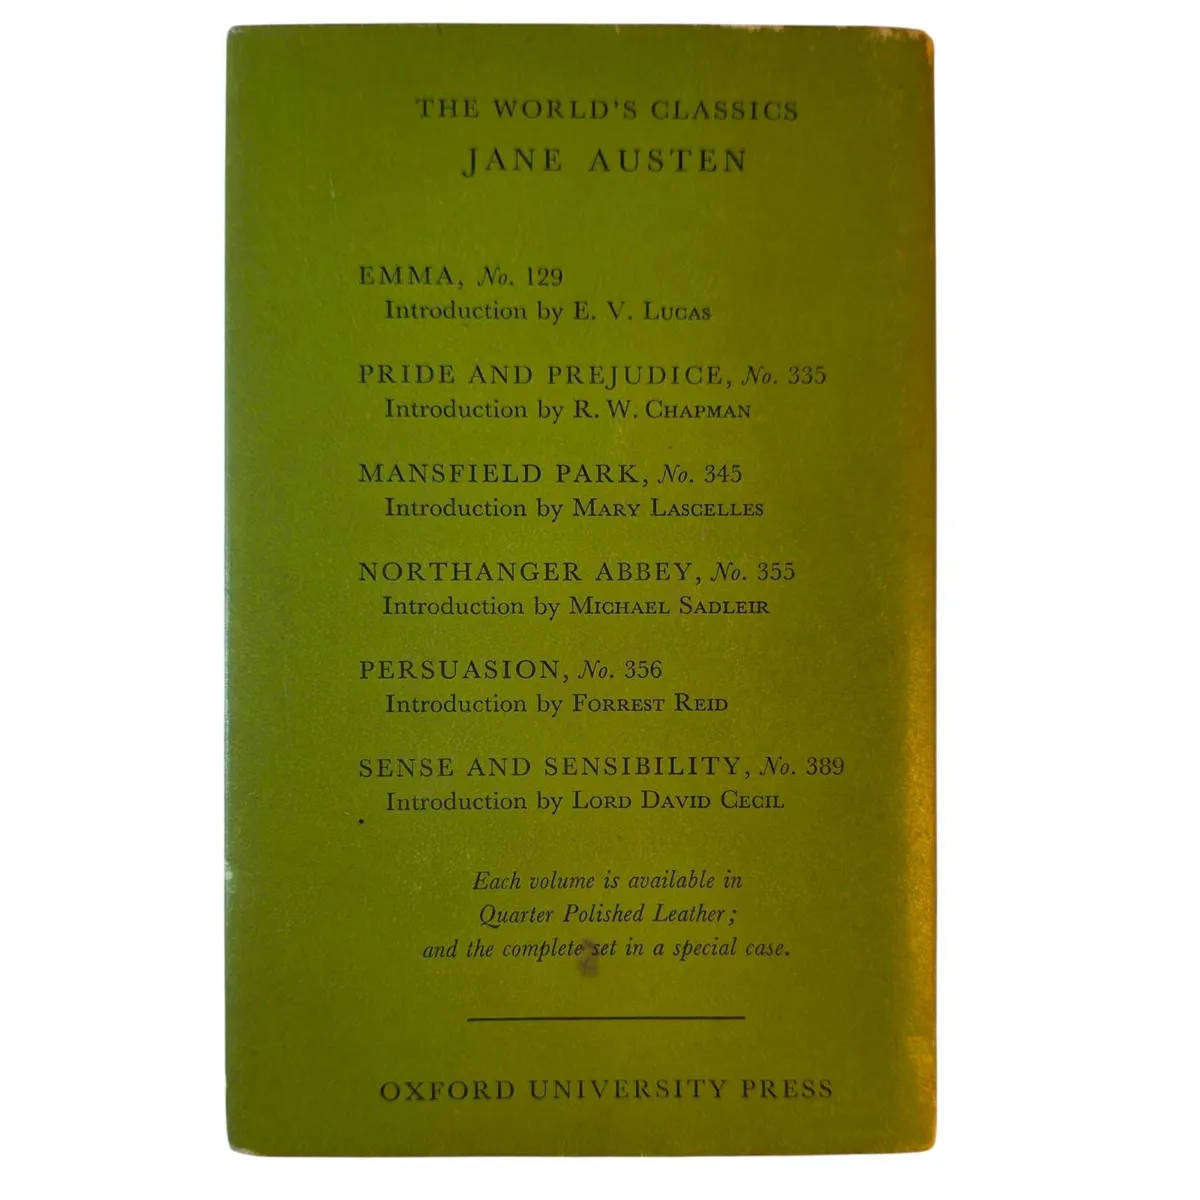 THE WORLD'S CLASSICS
JANE AUSTEN
EMMA, No. 129
Introduction by E. V. LUCAS
PRIDE AND PREJUDICE, No. 335
Introduction by R. W. CHAPMAN
MANSFIELD PARK, No. 345
Introduction by MARY LASCELLES
NORTHANGER ABBEY, No. 355
Introduction by MICHAEL SADLEIR
PERSUASION, No. 356
Introduction by FORREST REID
SENSE AND SENSIBILITY, No. 389
Introduction by LORD DAVID CECIL
Each volume is available in
Quarter Polished Leather;
and the complete set in a special case.
OXFORD UNIVERSITY PRESS